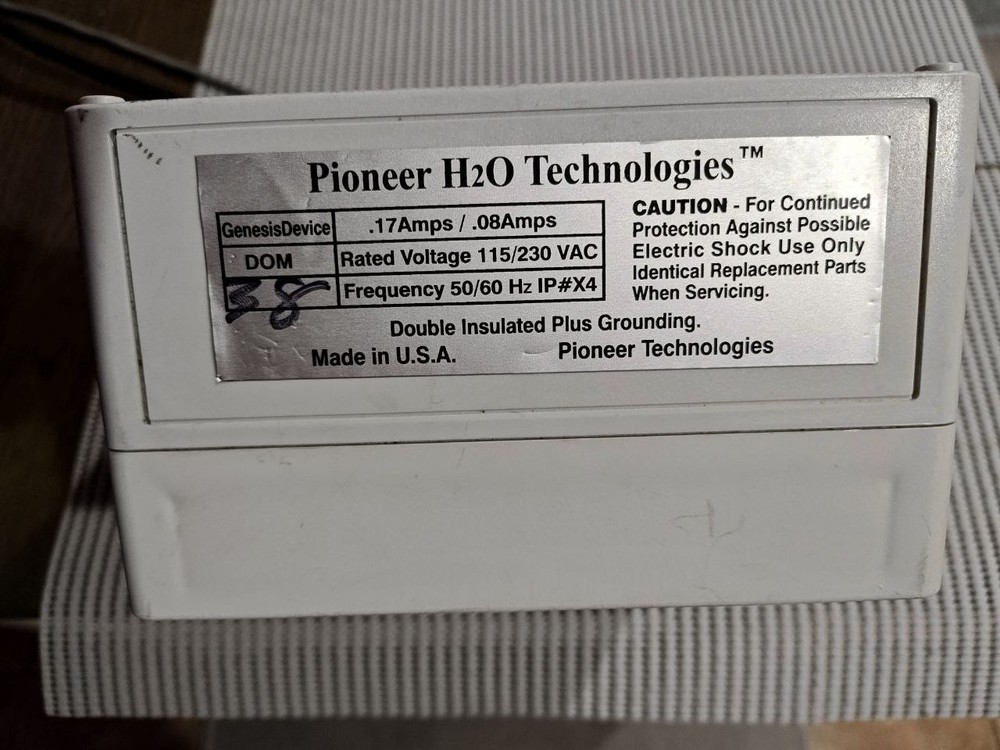 Pioneer H2O Technologies™
GenesisDevice .17Amps / .08Amps
DOM Rated Voltage 115/230 VAC
38 Frequency 50/60 Hz IP#X4
CAUTION - For Continued
Protection Against Possible
Electric Shock Use Only
Identical Replacement Parts
When Servicing.
Double Insulated Plus Grounding.
Made in U.S.A. Pioneer Technologies